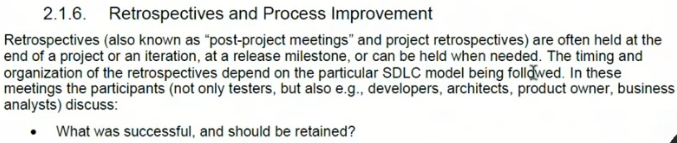 2.1.6. Retrospectives and Process Improvement
Retrospectives (also known as “post-project meetings” and project retrospectives) are often held at the
end of a project or an iteration, at a release milestone, or can be held when needed. The timing and
organization of the retrospectives depend on the particular SDLC model being followed. In these
meetings the participants (not only testers, but also e.g., developers, architects, product owner, business
analysts) discuss:
• What was successful, and should be retained?